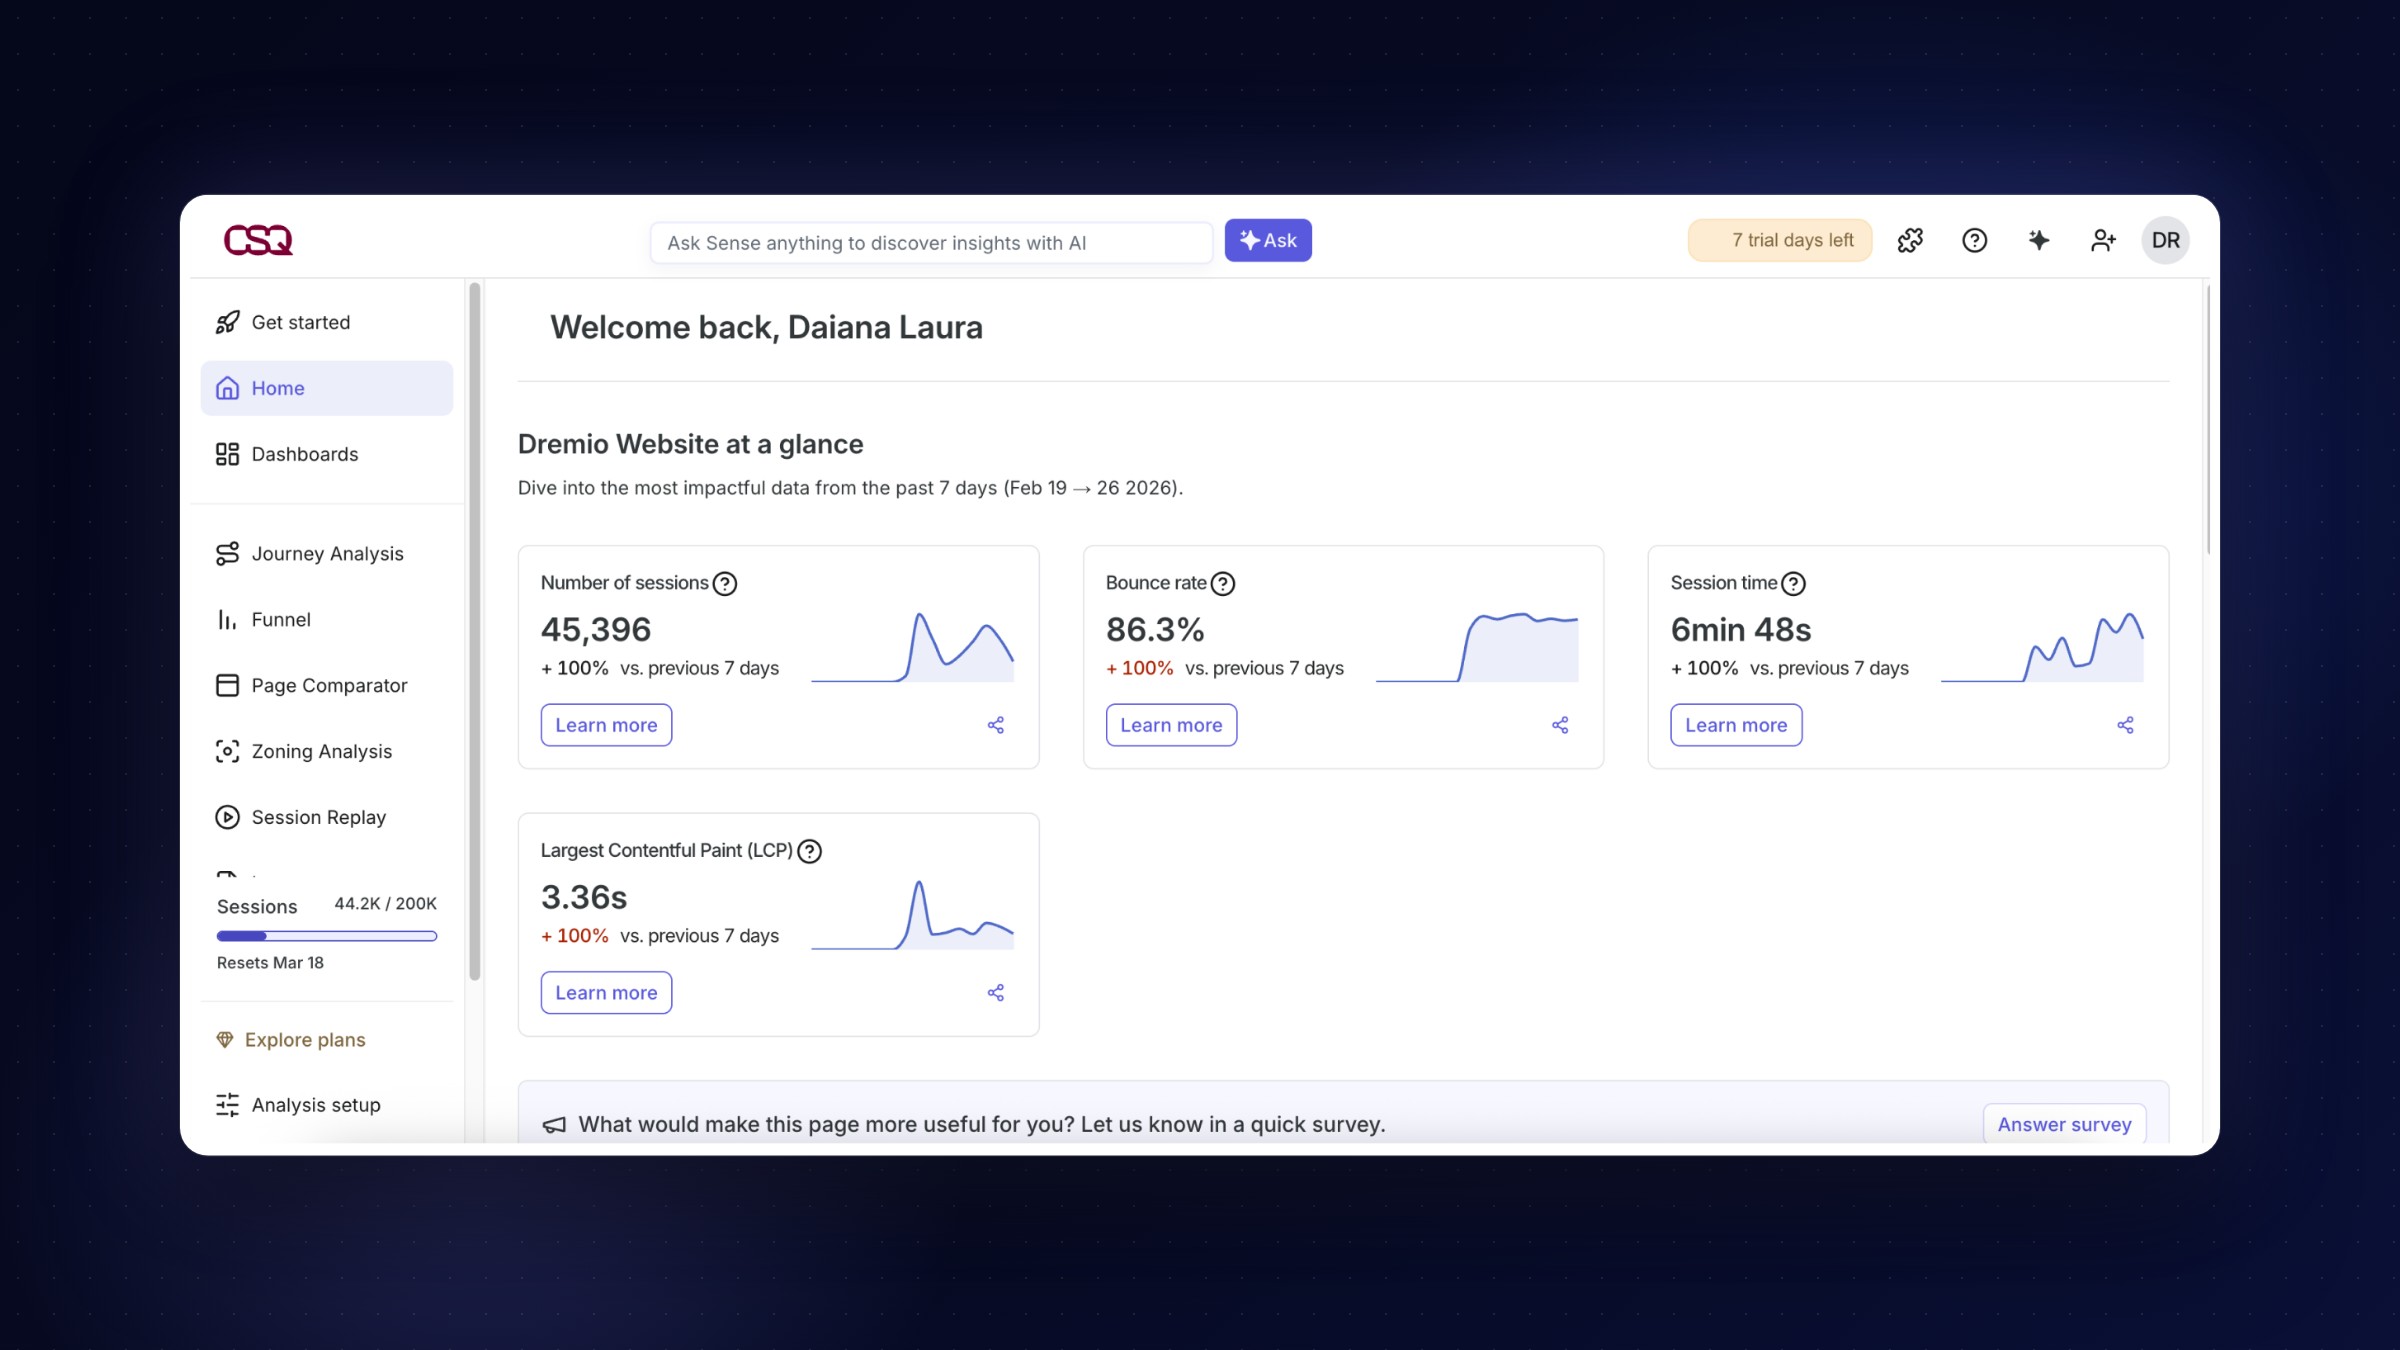 CSQ
Ask Sense anything to discover insights with AI
Ask
7 trial days left
DR
Get started
Home
Dashboards
Journey Analysis
Funnel
Page Comparator
Zoning Analysis
Session Replay
Sessions 44.2K / 200K
Resets Mar 18
Explore plans
Analysis setup
Welcome back, Daiana Laura
Dremio Website at a glance
Dive into the most impactful data from the past 7 days (Feb 19 → 26 2026).
Number of sessions
45,396
+ 100% vs. previous 7 days
Learn more
Bounce rate
86.3%
+ 100% vs. previous 7 days
Learn more
Session time
6min 48s
+ 100% vs. previous 7 days
Learn more
Largest Contentful Paint (LCP)
3.36s
+ 100% vs. previous 7 days
Learn more
What would make this page more useful for you? Let us know in a quick survey.
Answer survey